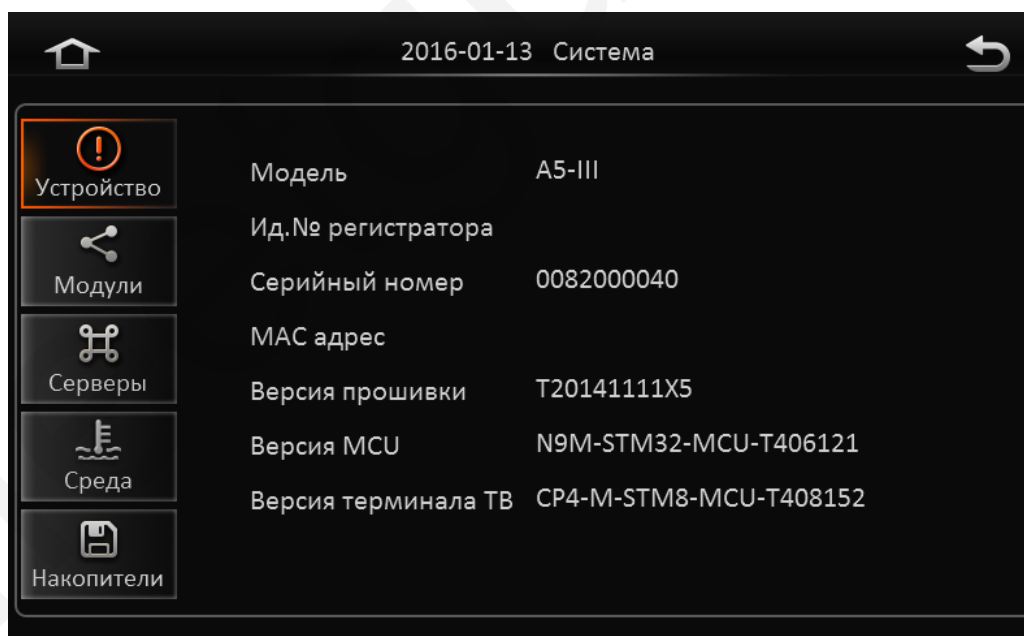 2016-01-13 Система
Устройство
Модули
Серверы
Среда
Накопители
Модель A5-III
Ид.№ регистратора
Серийный номер 0082000040
MAC адрес
Версия прошивки T20141111X5
Версия MCU N9M-STM32-MCU-T406121
Версия терминала ТВ CP4-M-STM8-MCU-T408152